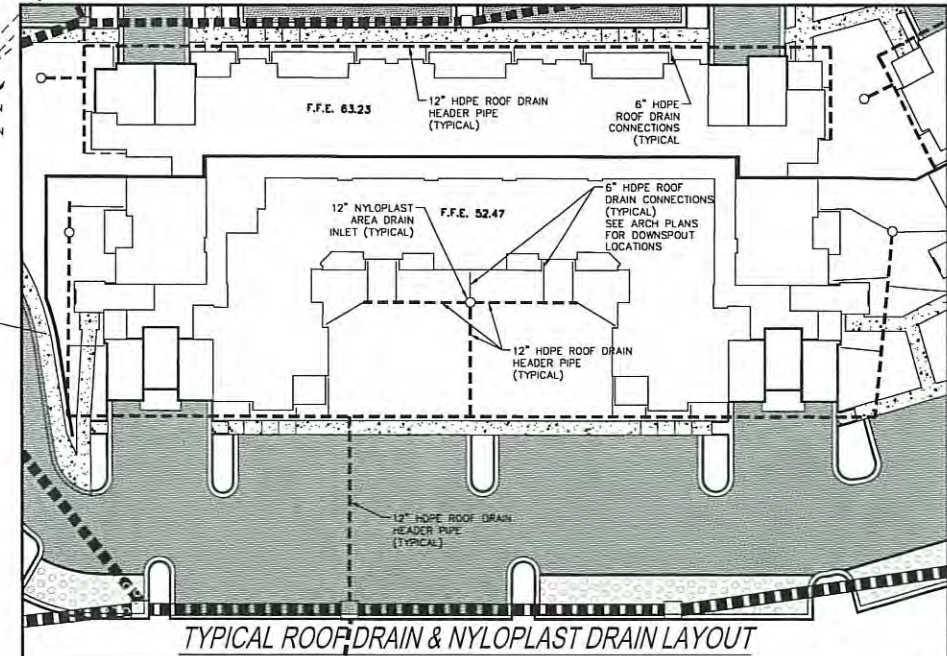 N
N
F.F.E. 63.23
12" HDPE ROOF DRAIN
HEADER PIPE
(TYPICAL)
6" HDPE
ROOF DRAIN
CONNECTIONS
(TYPICAL
12" NYLOPLAST
AREA DRAIN
INLET (TYPICAL)
F.F.E. 52.47
6" HDPE ROOF
DRAIN CONNECTIONS
(TYPICAL)
SEE ARCH PLANS
FOR DOWNSPOUT
LOCATIONS
12" HDPE ROOF DRAIN
HEADER PIPE
(TYPICAL)
12" HDPE ROOF DRAIN
HEADER PIPE
(TYPICAL)
TYPICAL ROOF DRAIN & NYLOPLAST DRAIN LAYOUT